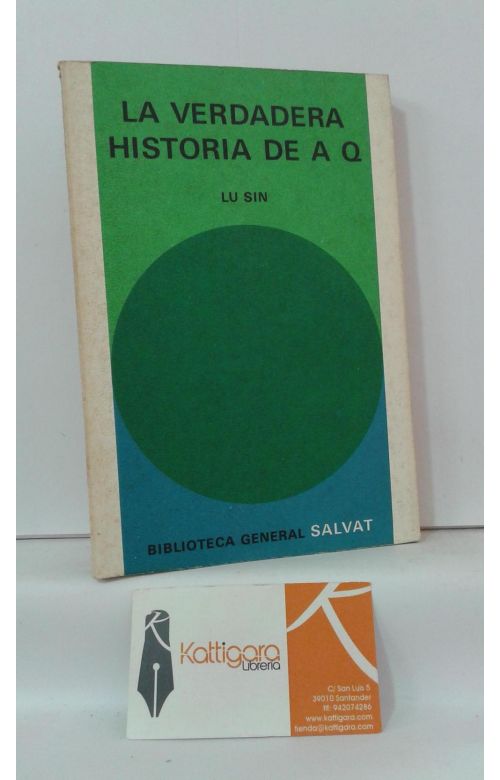 LA VERDADERA
HISTORIA DE A Q
LU SIN
BIBLIOTECA GENERAL SALVAT
Kattigara
Librería
C/ San Luis 5
39010 Santander
tlf: 942074286
www.kattigara.com
tienda@kattigara.com